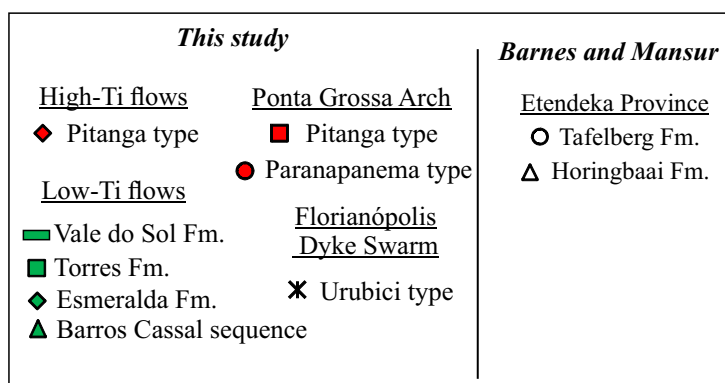 This study
High-Ti flows
Pitanga type
Low-Ti flows
Vale do Sol Fm.
Torres Fm.
Esmeralda Fm.
Barros Cassal sequence
Ponta Grossa Arch
Pitanga type
Paranapanema type
Florianópolis
Dyke Swarm
Urubici type
Barnes and Mansur
Etendeka Province
Tafelberg Fm.
Horingbaai Fm.